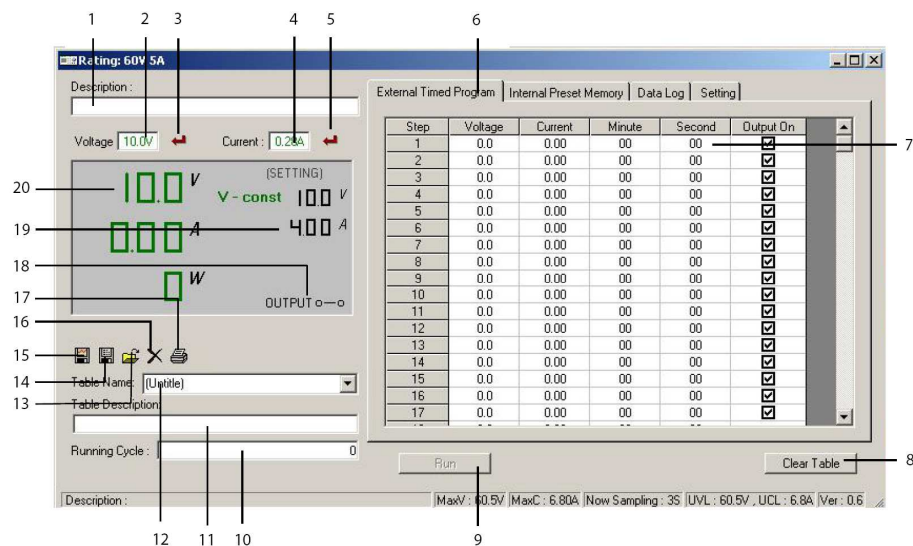 1 2 3 4 5 6
Rating: 60V 5A
Description :
Voltage 10.0V Current : 0.28A
20 10.0 V (SETTING)
V - const 10.0 V
19 0.00 A 4.00 A
18
17 0 W
OUTPUT
16
15
14 Table Name: (Untitle)
13 Table Description:
Running Cycle : 0
External Timed Program Internal Preset Memory Data Log Setting
Step Voltage Current Minute Second Output On
1 0.0 0.00 00 00 7
2 0.0 0.00 00 00
3 0.0 0.00 00 00
4 0.0 0.00 00 00
5 0.0 0.00 00 00
6 0.0 0.00 00 00
7 0.0 0.00 00 00
8 0.0 0.00 00 00
9 0.0 0.00 00 00
10 0.0 0.00 00 00
11 0.0 0.00 00 00
12 0.0 0.00 00 00
13 0.0 0.00 00 00
14 0.0 0.00 00 00
15 0.0 0.00 00 00
16 0.0 0.00 00 00
17 0.0 0.00 00 00
Run Clear Table 8
Description : MaxV : 60.5V MaxC : 6.80A Now Sampling : 3S UVL : 60.5V , UCL : 6.8A Ver : 0.6
12 11 10 9